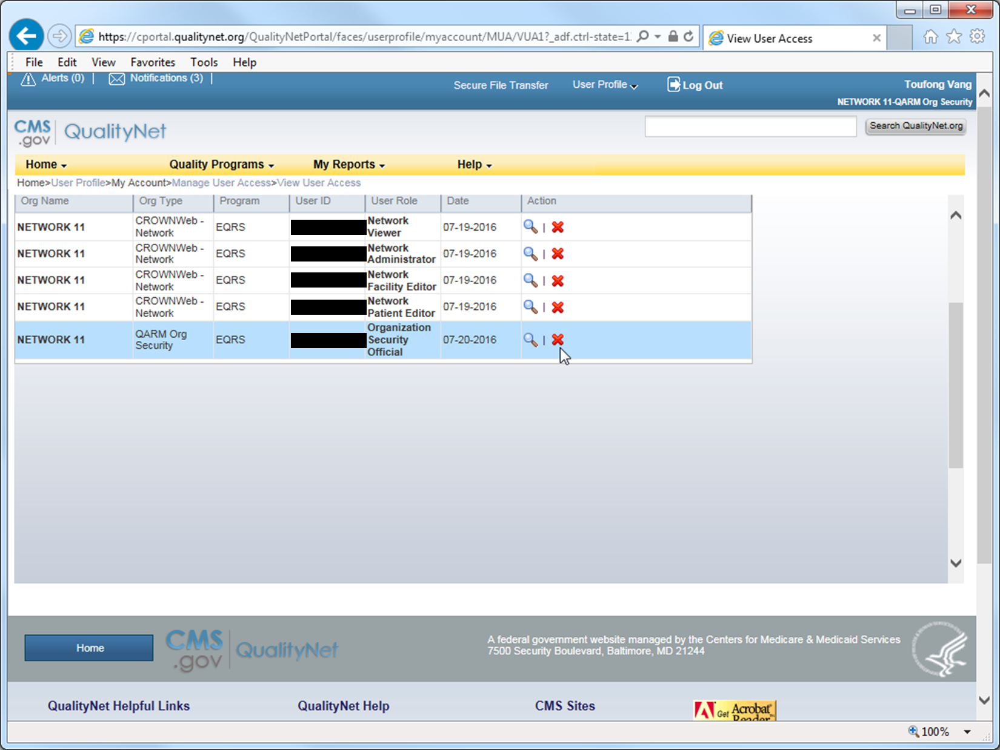 https://cportal.qualitynet.org/QualityNetPortal/faces/userprofile/myaccount/MUA/VUA1?_adf.ctrl-state=1
View User Access
File Edit View Favorites Tools Help
Alerts (0) | Notifications (3) |
Secure File Transfer User Profile Log Out
Toufong Vang
NETWORK 11-QARM Org Security
CMS
.gov
QualityNet
Search QualityNet.org
Home Quality Programs My Reports Help
Home>User Profile>My Account>Manage User Access>View User Access
Org Name Org Type Program User ID User Role Date Action
NETWORK 11 CROWNWeb - EQRS Network 07-19-2016 |
Network Viewer
NETWORK 11 CROWNWeb - EQRS Network 07-19-2016 |
Network Administrator
NETWORK 11 CROWNWeb - EQRS Network 07-19-2016 |
Network Facility Editor
NETWORK 11 CROWNWeb - EQRS Network 07-19-2016 |
Network Patient Editor
NETWORK 11 QARM Org EQRS Organization 07-20-2016 |
Security Security
Official
Home
CMS
.gov
QualityNet
A federal government website managed by the Centers for Medicare & Medicaid Services
7500 Security Boulevard, Baltimore, MD 21244
QualityNet Helpful Links QualityNet Help CMS Sites
Get Acrobat
Reader
100%